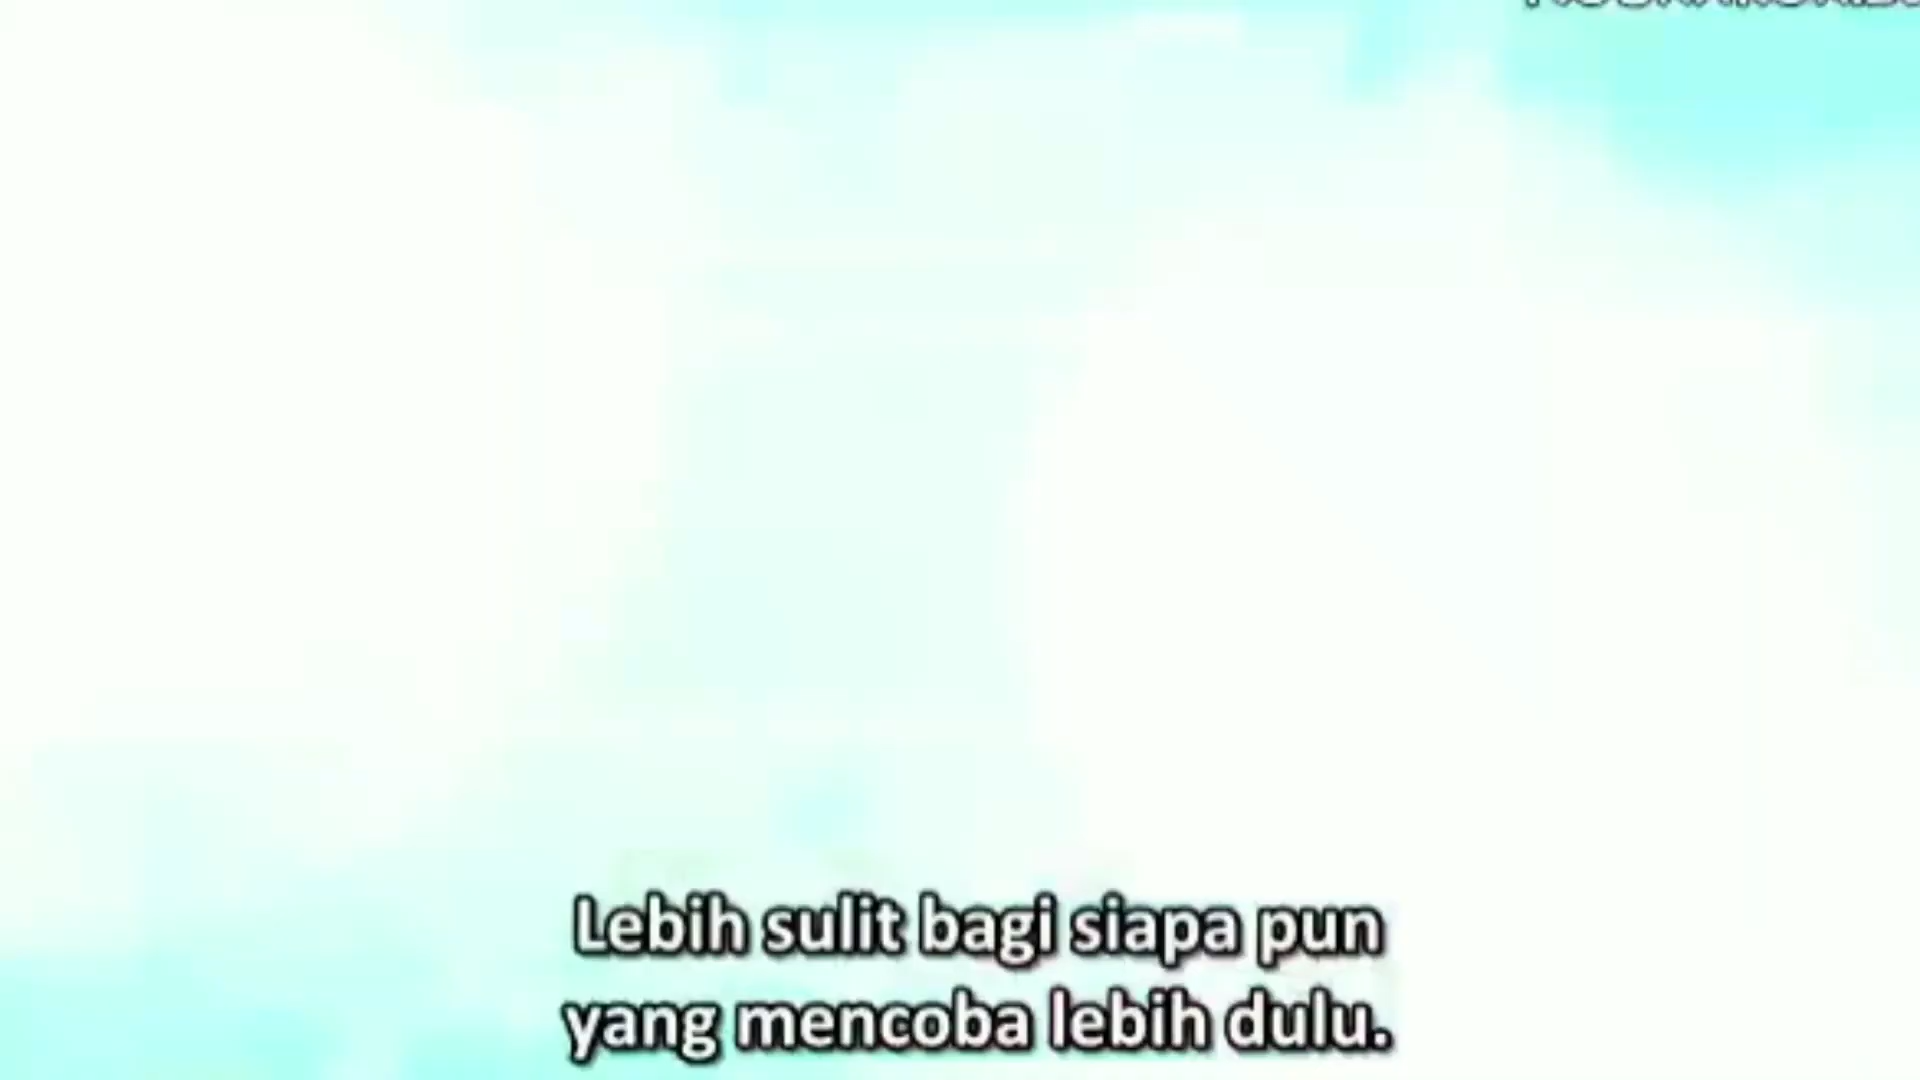 Lebih sulit bagi siapa pun
yang mencoba lebih dulu.